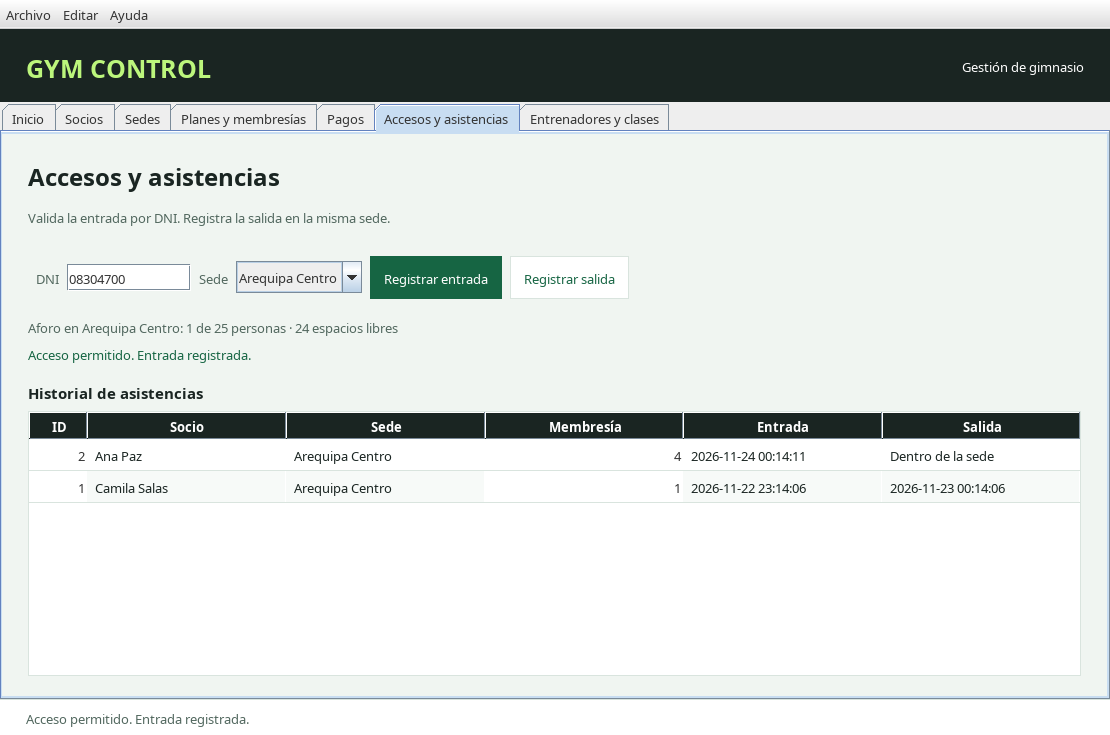 Archivo Editar Ayuda
GYM CONTROL
Gestión de gimnasio
Inicio Socios Sedes Planes y membresías Pagos Accesos y asistencias Entrenadores y clases
Accesos y asistencias
Valida la entrada por DNI. Registra la salida en la misma sede.
DNI 08304700 Sede Arequipa Centro Registrar entrada Registrar salida
Aforo en Arequipa Centro: 1 de 25 personas · 24 espacios libres
Acceso permitido. Entrada registrada.
Historial de asistencias
ID Socio Sede Membresía Entrada Salida
2 Ana Paz Arequipa Centro 4 2026-11-24 00:14:11 Dentro de la sede
1 Camila Salas Arequipa Centro 1 2026-11-22 23:14:06 2026-11-23 00:14:06
Acceso permitido. Entrada registrada.